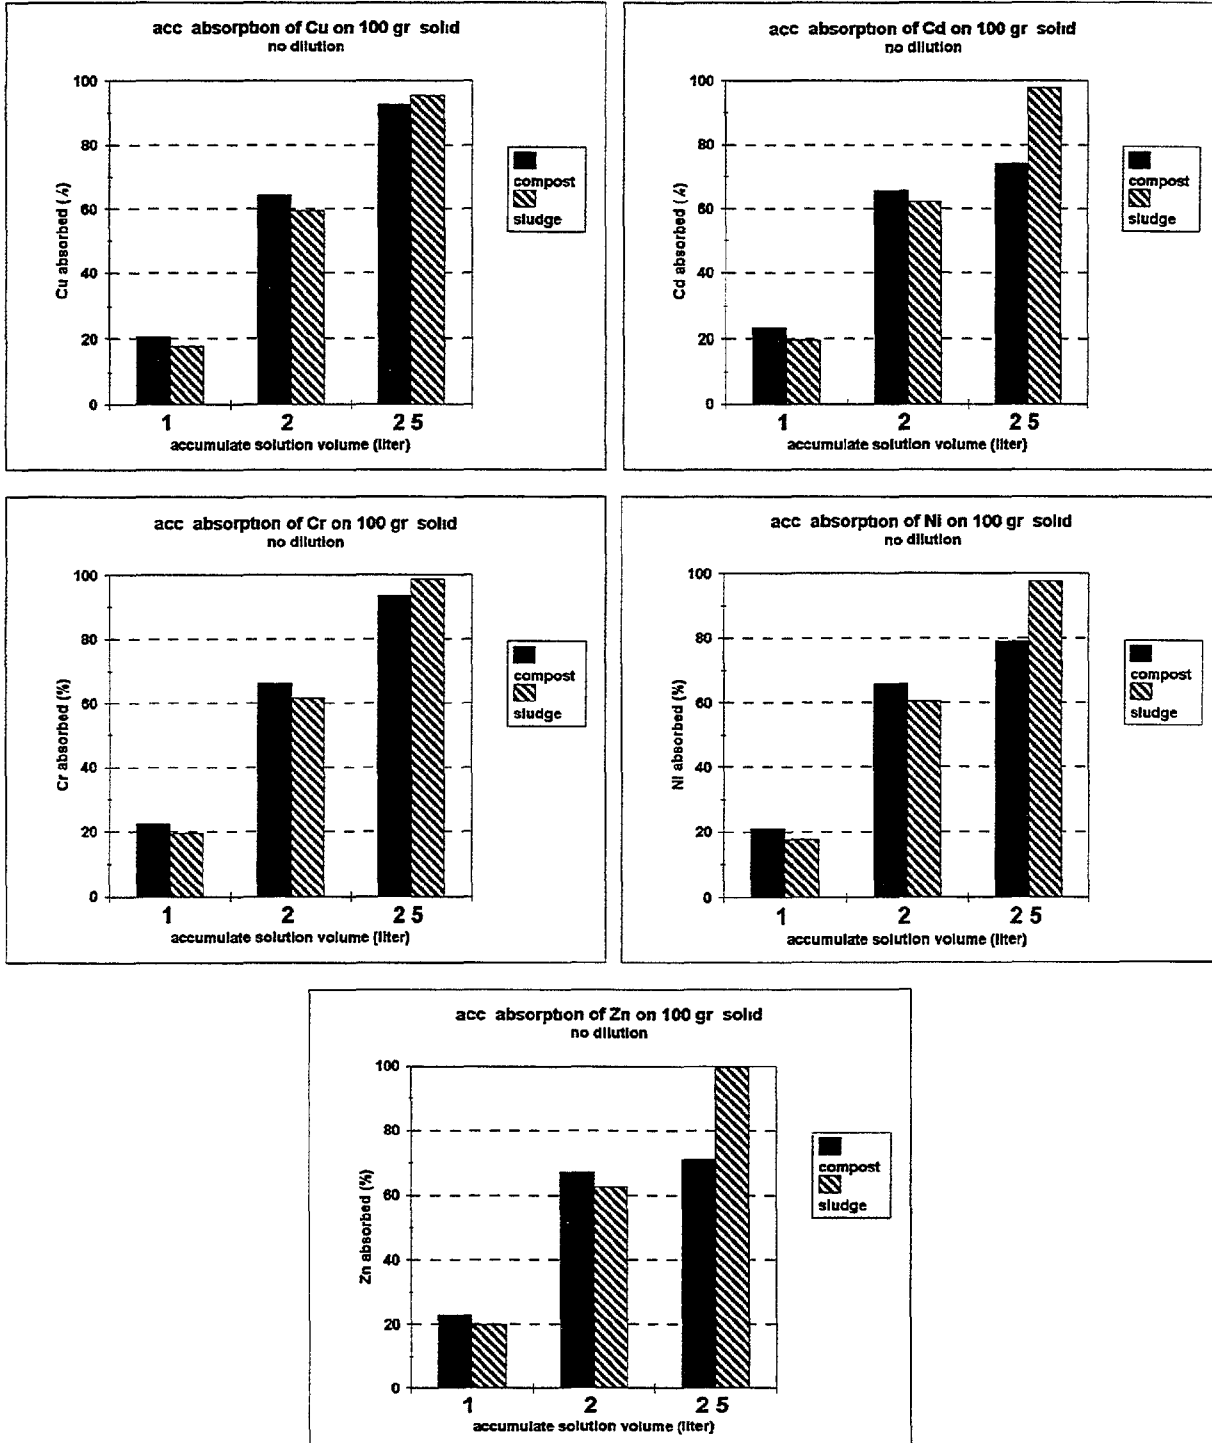 acc absorption of Cu on 100 gr solid
no dilution
100
80
60
40
20
0
Cu absorbed (%)
1 2 2 5
accumulate solution volume (liter)
compost
sludge
acc absorption of Cd on 100 gr solid
no dilution
100
80
60
40
20
0
Cd absorbed (%)
1 2 2 5
accumulate solution volume (liter)
compost
sludge
acc absorption of Cr on 100 gr solid
no dilution
100
80
60
40
20
0
Cr absorbed (%)
1 2 2 5
accumulate solution volume (liter)
compost
sludge
acc absorption of Ni on 100 gr solid
no dilution
100
80
60
40
20
0
Ni absorbed (%)
1 2 2 5
accumulate solution volume (liter)
compost
sludge
acc absorption of Zn on 100 gr solid
no dilution
100
80
60
40
20
0
Zn absorbed (%)
1 2 2 5
accumulate solution volume (liter)
compost
sludge